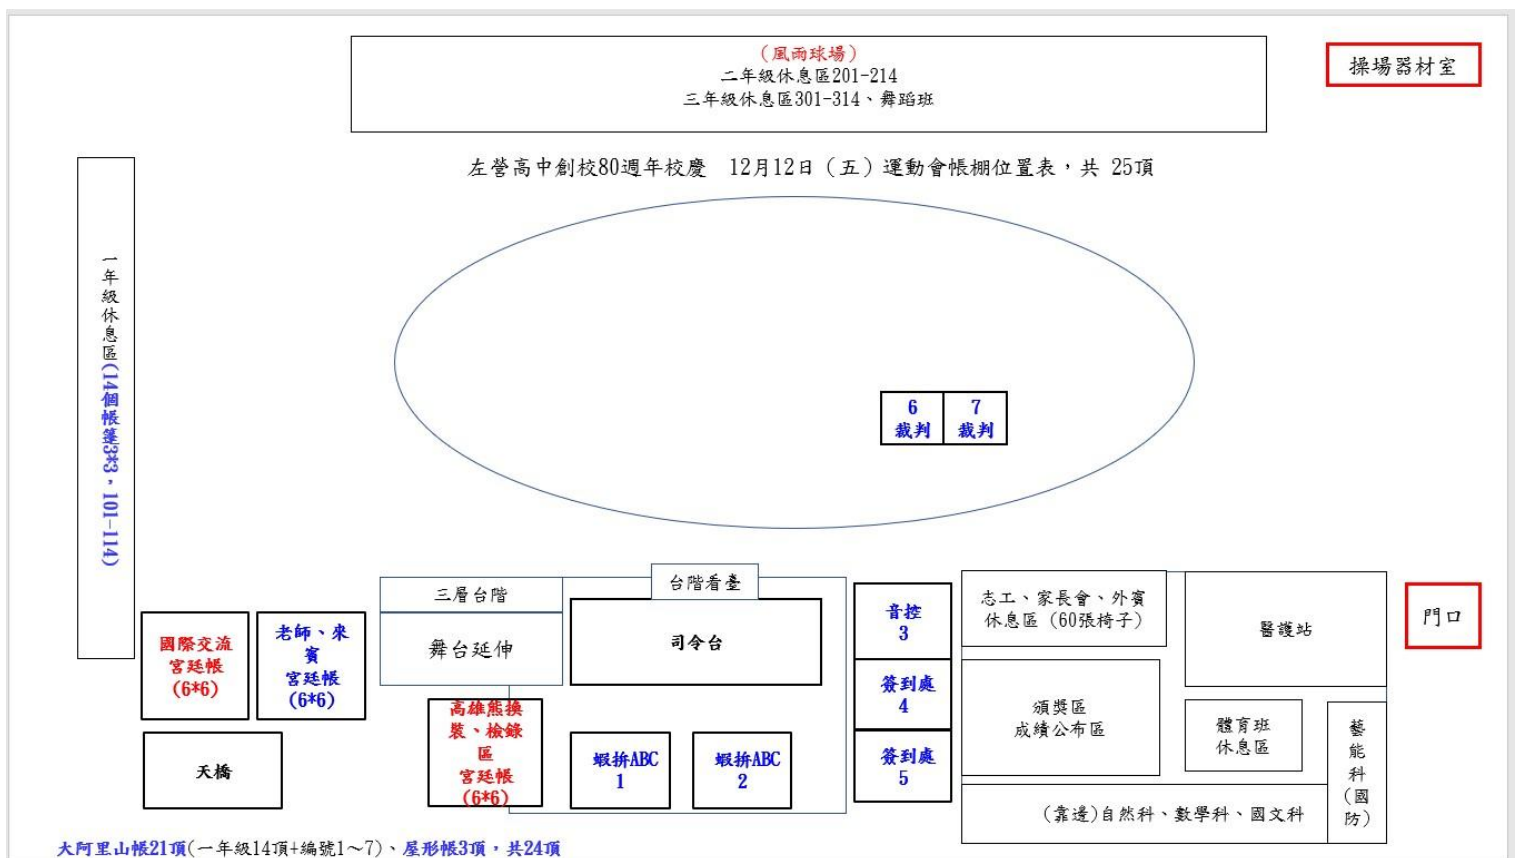 (風雨球場)
二年級休息區201-214
三年級休息區301-314、舞蹈班
操場器材室
左營高中創校80週年校慶　12月12日（五）運動會帳棚位置表，共 25頂
一年級休息區(14個帳篷3*3，101-114)
6
裁判
7
裁判
三層台階
舞台延伸
台階看臺
司令台
音控
3
簽到處
4
簽到處
5
志工、家長會、外賓
休息區（60張椅子）
醫護站
門口
國際交流
宮廷帳
(6*6)
老師、來
賓
宮廷帳
(6*6)
高雄熊換
裝、檢錄
區
宮廷帳
(6*6)
天橋
蝦拚ABC
1
蝦拚ABC
2
頒獎區
成績公布區
體育班
休息區
藝
能
科
(國
防)
(靠邊)自然科、數學科、國文科
大阿里山帳21頂(一年級14頂+編號1～7)、屋形帳3頂，共24頂